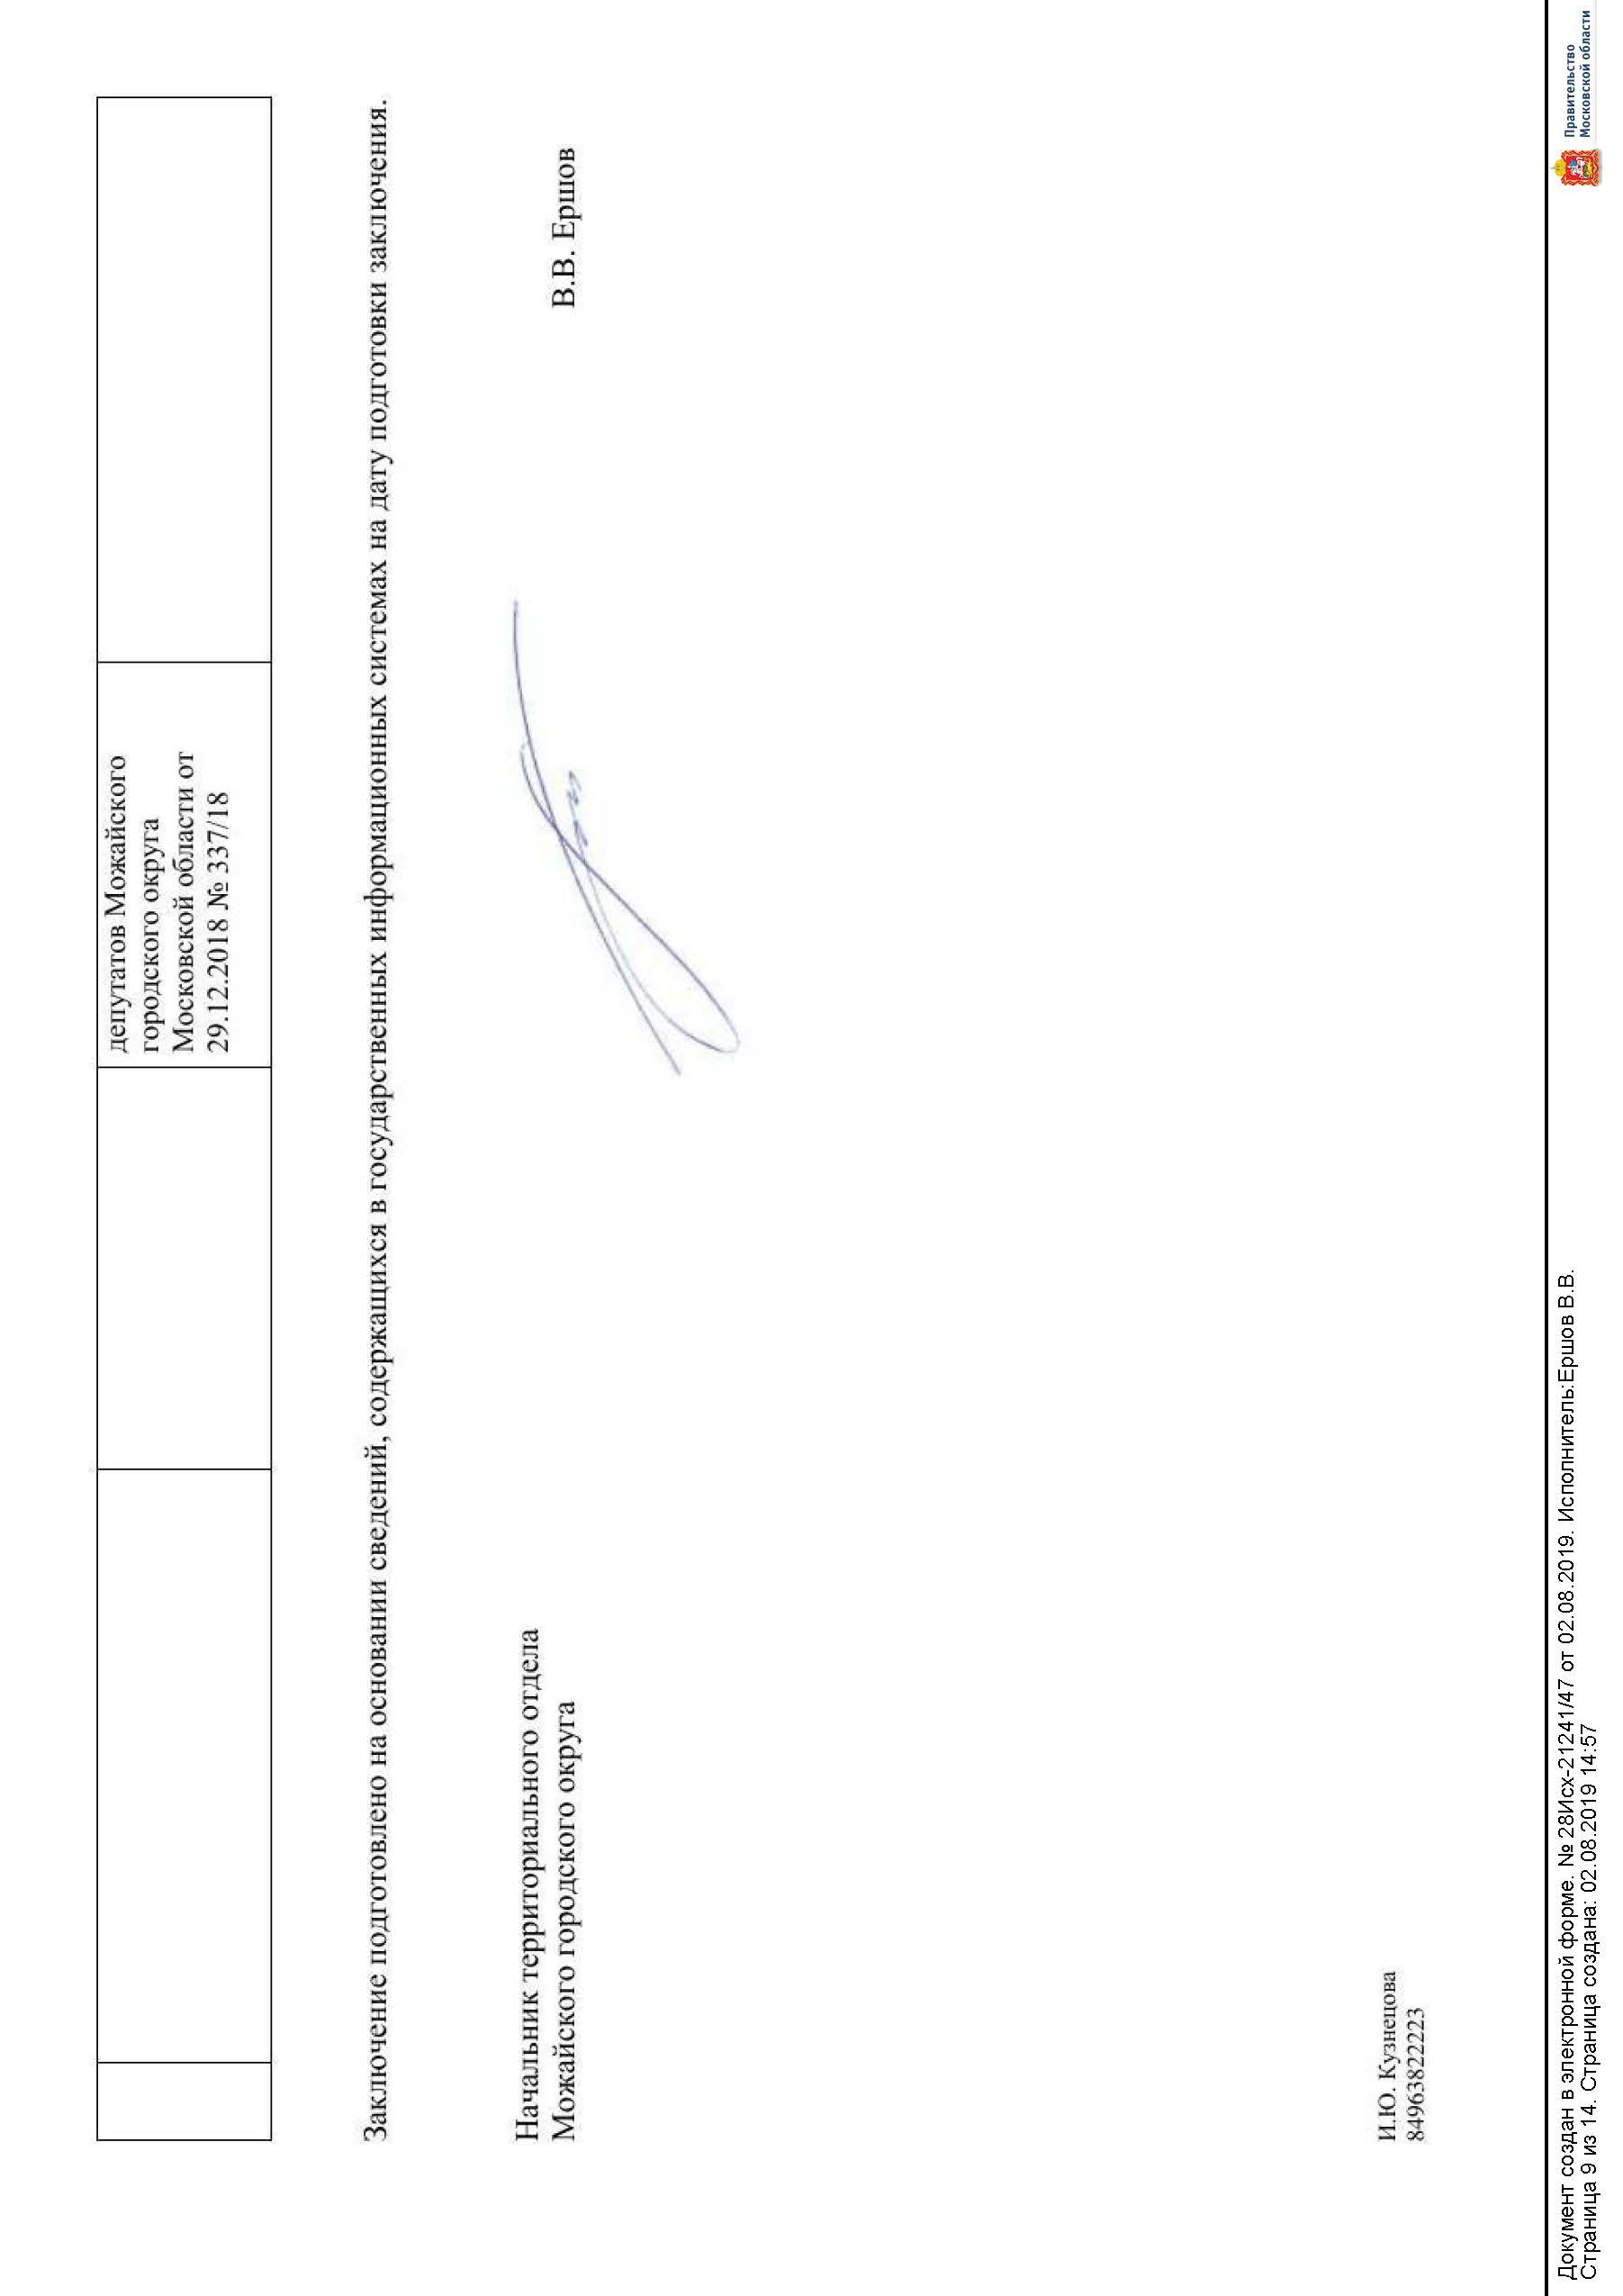 депутатов Можайского
городского округа
Московской области от
29.12.2018 № 337/18
Заключение подготовлено на основании сведений, содержащихся в государственных информационных системах на дату подготовки заключения.
Начальник территориального отдела
Можайского городского округа
В.В. Ершов
И.Ю. Кузнецова
84963822223
Документ создан в электронной форме. № 28Исх-21241/47 от 02.08.2019. Исполнитель:Ершов В.В.
Страница 9 из 14. Страница создана: 02.08.2019 14:57
Правительство
Московской области